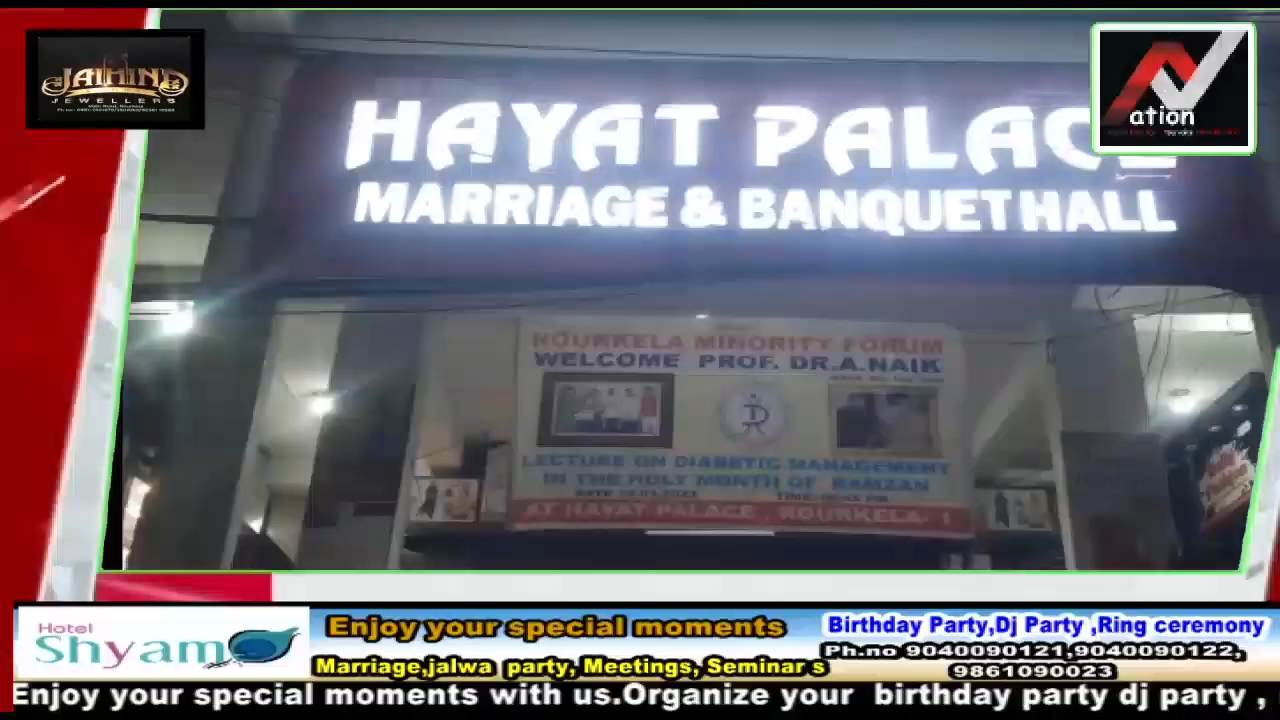 JAIHIND
JEWELLERS
Nation
HAYAT PALACE
MARRIAGE & BANQUET HALL
ROURKELA MINORITY FORUM
WELCOME PROF. DR.A.NAIK
LECTURE ON DIABETIC MANAGEMENT
IN THE HOLY MONTH OF RAMZAN
AT HAYAT PALACE, ROURKELA- 1
Hotel
Shyam
Enjoy your special moments
Marriage,jalwa party, Meetings, Seminar s
Birthday Party,Dj Party ,Ring ceremony
Ph.no 9040090121,9040090122,
9861090023
Enjoy your special moments with us.Organize your birthday party dj party ,